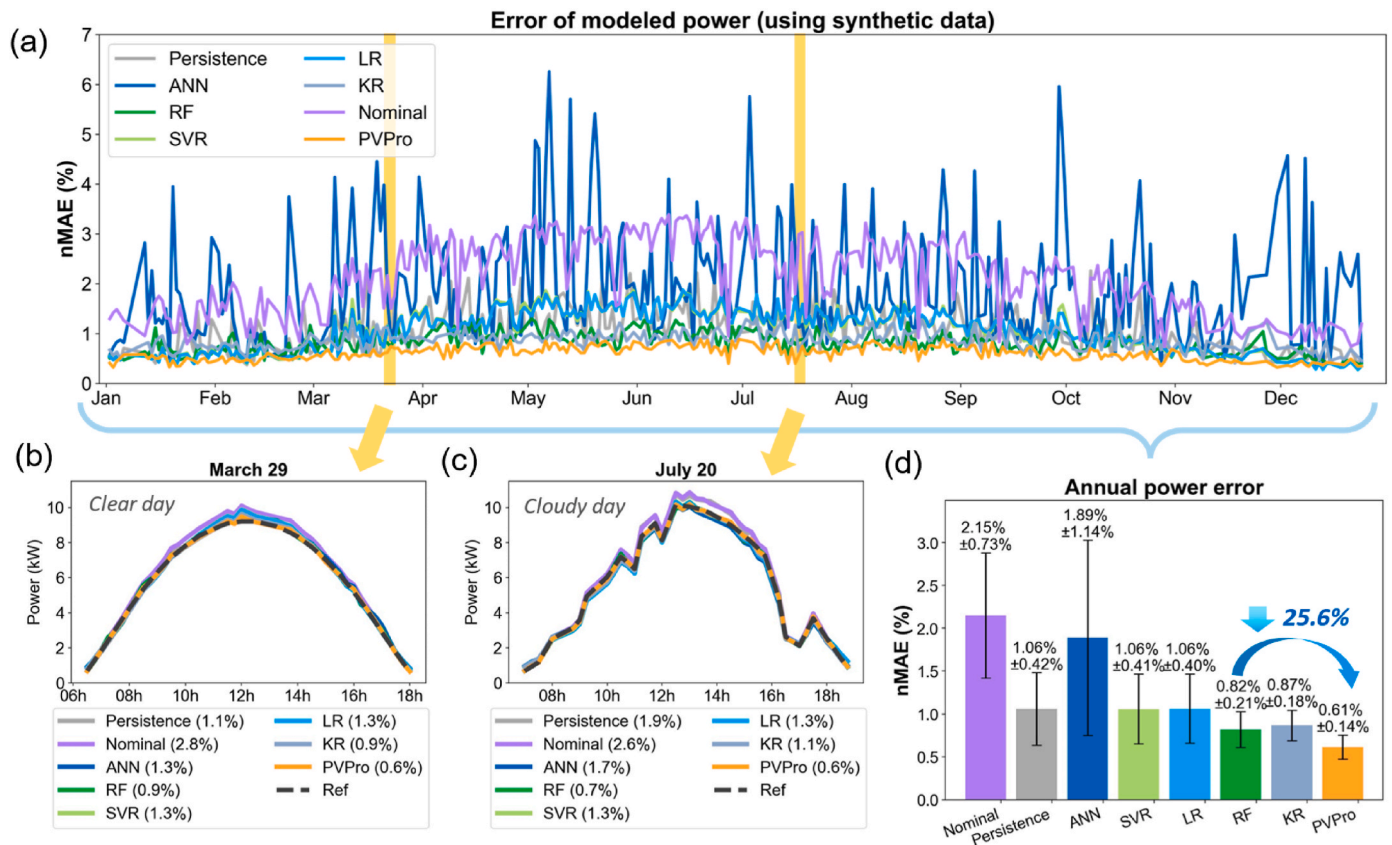 Error of modeled power (using synthetic data)
(a)
nMAE (%)
7
6
5
4
3
2
1
0
Persistence
ANN
RF
SVR
LR
KR
Nominal
PVPro
Jan Feb Mar Apr May Jun Jul Aug Sep Oct Nov Dec
(b)
March 29
Clear day
Power (kW)
10
8
6
4
2
0
06h 10h 12h 14h 16h 18h
Persistence (1.1%)
Nominal (2.8%)
ANN (1.3%)
RF (0.9%)
SVR (1.3%)
LR (1.3%)
KR (0.9%)
PVPro (0.6%)
Ref
(c)
July 20
Cloudy day
Power (kW)
10
8
6
4
2
0
08h 10h 12h 14h 16h 18h
Persistence (1.9%)
Nominal (2.6%)
ANN (1.7%)
RF (0.7%)
SVR (1.3%)
LR (1.3%)
KR (1.1%)
PVPro (0.6%)
Ref
(d)
Annual power error
nMAE (%)
3.0
2.5
2.0
1.5
1.0
0.5
0.0
2.15%
±0.73%
1.06%
±0.42%
1.89%
±1.14%
1.06%
±0.41%
1.06%
±0.40%
0.82%
±0.21%
0.87%
±0.18%
0.61%
±0.14%
25.6%
Nominal Persistence ANN SVR LR RF KR PVPro